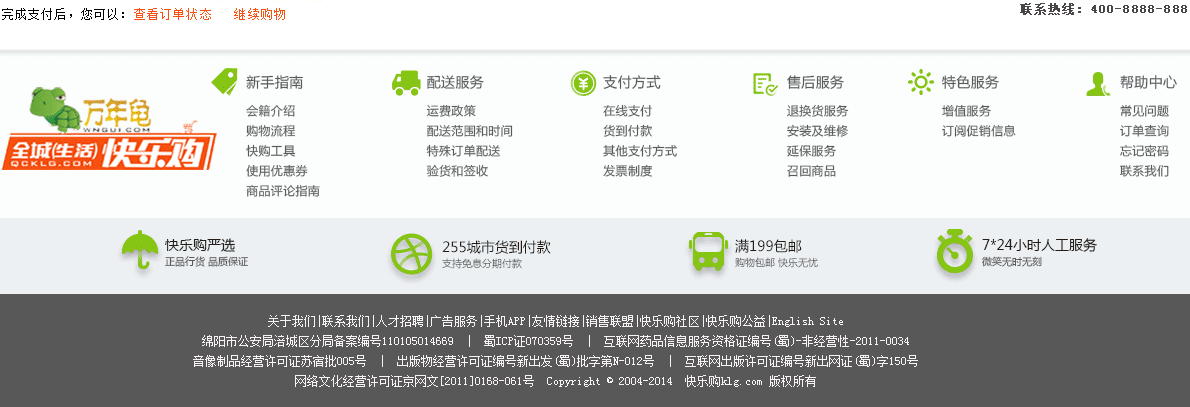 完成支付后，您可以：查看订单状态 继续购物
联系热线：400-8888-888
万年龟
WNGUI.COM
全城(生活) 快乐购
QCKLG.COM
新手指南
会籍介绍
购物流程
快购工具
使用优惠券
商品评论指南
配送服务
运费政策
配送范围和时间
特殊订单配送
验货和签收
支付方式
在线支付
货到付款
其他支付方式
发票制度
售后服务
退换货服务
安装及维修
延保服务
召回商品
特色服务
增值服务
订阅促销信息
帮助中心
常见问题
订单查询
忘记密码
联系我们
快乐购严选
正品行货 品质保证
255城市货到付款
支持免息分期付款
满199包邮
购物包邮 快乐无忧
7*24小时人工服务
微笑无时无刻
关于我们|联系我们|人才招聘|广告服务|手机APP|友情链接|销售联盟|快乐购社区|快乐购公益|English Site
绵阳市公安局涪城区分局备案编号110105014669 | 蜀ICP证070359号 | 互联网药品信息服务资格证编号(蜀)-非经营性-2011-0034
音像制品经营许可证苏宿批005号 | 出版物经营许可证编号新出发(蜀)批字第N-012号 | 互联网出版许可证编号新出网证(蜀)字150号
网络文化经营许可证京网文[2011]0168-061号 Copyright © 2004-2014 快乐购klg.com 版权所有